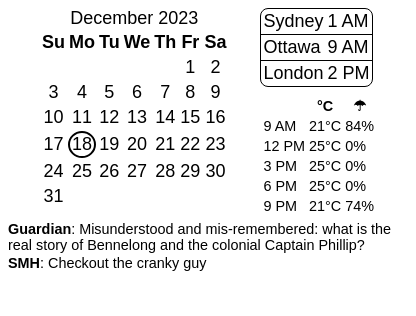 December 2023
Su Mo Tu We Th Fr Sa
1 2
3 4 5 6 7 8 9
10 11 12 13 14 15 16
17 18 19 20 21 22 23
24 25 26 27 28 29 30
31
Sydney 1 AM
Ottawa 9 AM
London 2 PM
°C ☂
9 AM 21°C 84%
12 PM 25°C 0%
3 PM 25°C 0%
6 PM 25°C 0%
9 PM 21°C 74%
Guardian: Misunderstood and mis-remembered: what is the
real story of Bennelong and the colonial Captain Phillip?
SMH: Checkout the cranky guy